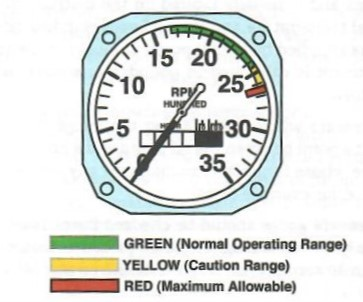 15 20
10 25
RPM
HUNDRED
5 30
HOURS
0 35
GREEN (Normal Operating Range)
YELLOW (Caution Range)
RED (Maximum Allowable)